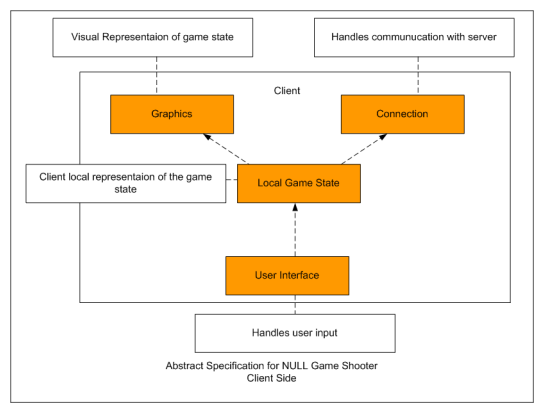 Visual Representaion of game state
Handles communucation with server
Client
Graphics
Connection
Client local representaion of the game
state
Local Game State
User Interface
Handles user input
Abstract Specification for NULL Game Shooter
Client Side